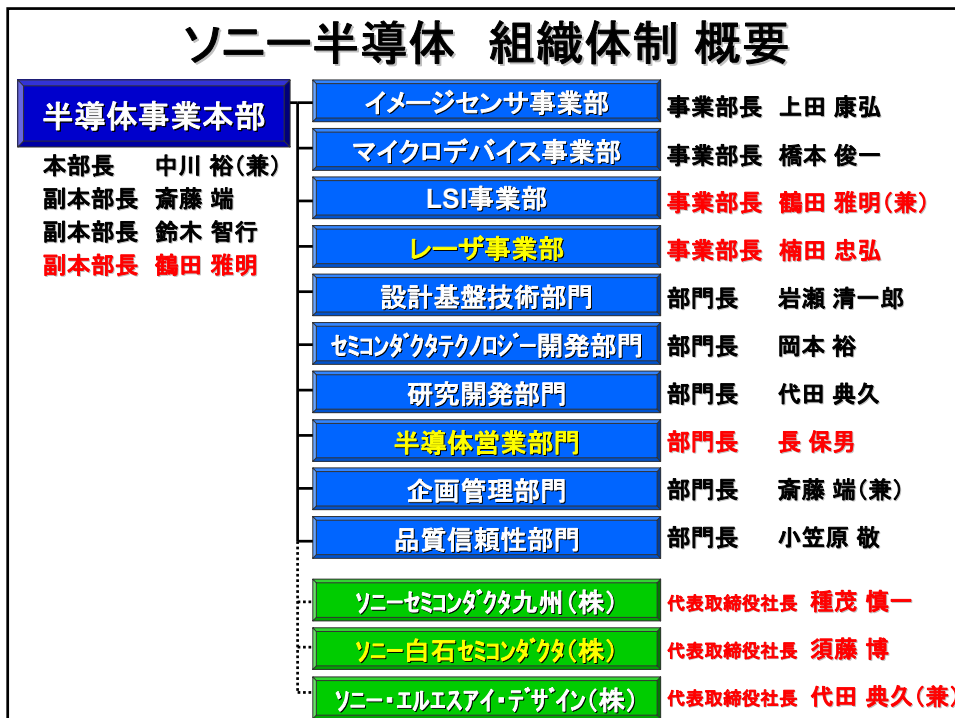 ソニー半導体 組織体制 概要
半導体事業本部
本部長 中川 裕(兼)
副本部長 斎藤 端
副本部長 鈴木 智行
副本部長 鶴田 雅明
イメージセンサ事業部 事業部長 上田 康弘
マイクロデバイス事業部 事業部長 橋本 俊一
LSI事業部 事業部長 鶴田 雅明(兼)
レーザ事業部 事業部長 楠田 忠弘
設計基盤技術部門 部門長 岩瀬 清一郎
セミコンダクタテクノロジー開発部門 部門長 岡本 裕
研究開発部門 部門長 代田 典久
半導体営業部門 部門長 長 保男
企画管理部門 部門長 斎藤 端(兼)
品質信頼性部門 部門長 小笠原 敬
ソニーセミコンダクタ九州(株) 代表取締役社長 種茂 慎一
ソニー白石セミコンダクタ(株) 代表取締役社長 須藤 博
ソニー・エルエスアイ・デザイン(株) 代表取締役社長 代田 典久(兼)